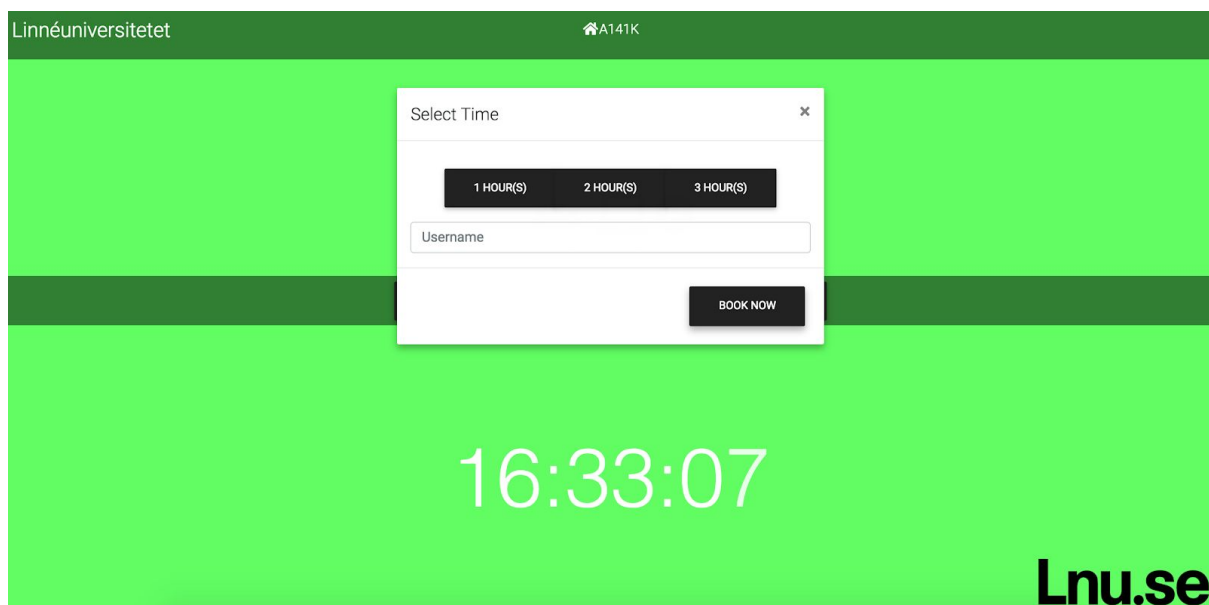 Linnéuniversitetet
A141K
Select Time
×
1 HOUR(S) 2 HOUR(S) 3 HOUR(S)
Username
BOOK NOW
16:33:07
Lnu.se